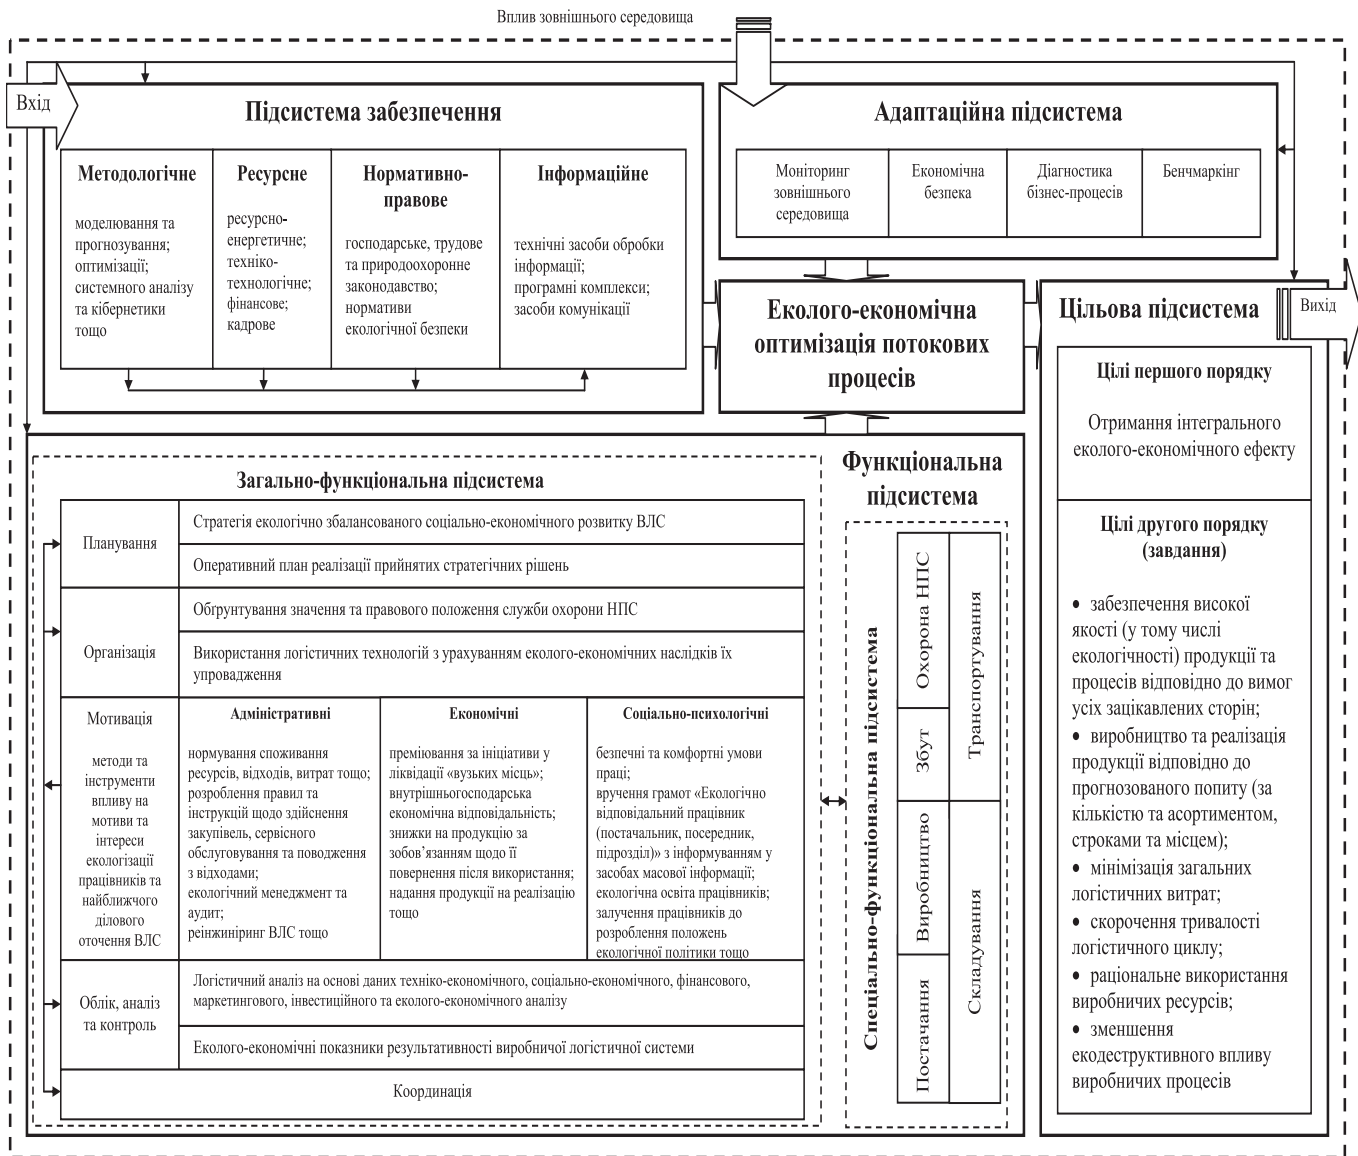 Вплив зовнішнього середовища
Вхід
Підсистема забезпечення
Методологічне
моделювання та
прогнозування;
оптимізації;
системного аналізу
та кібернетики
тощо
Ресурсне
ресурсно-
енергетичне;
техніко-
технологічне;
фінансове;
кадрове
Нормативно-
правове
господарське, трудове
та природоохоронне
законодавство;
нормативи
екологічної безпеки
Інформаційне
технічні засоби обробки
інформації;
програмні комплекси;
засоби комунікації
Адаптаційна підсистема
Моніторинг
зовнішнього
середовища
Економічна
безпека
Діагностика
бізнес-процесів
Бенчмаркінг
Еколого-економічна
оптимізація потокових
процесів
Цільова підсистема
Вихід
Цілі першого порядку
Отримання інтегрального
еколого-економічного ефекту
Цілі другого порядку
(завдання)
• забезпечення високої
якості (у тому числі
екологічності) продукції та
процесів відповідно до вимог
усіх зацікавлених сторін;
• виробництво та реалізація
продукції відповідно до
прогнозованого попиту (за
кількістю та асортиментом,
строками та місцем);
• мінімізація загальних
логістичних витрат;
• скорочення тривалості
логістичного циклу;
• раціональне використання
виробничих ресурсів;
• зменшення
екодеструктивного впливу
виробничих процесів
Функціональна
підсистема
Загально-функціональна підсистема
Планування
Стратегія екологічно збалансованого соціально-економічного розвитку ВЛС
Оперативний план реалізації прийнятих стратегічних рішень
Організація
Обґрунтування значення та правового положення служби охорони НПС
Використання логістичних технологій з урахуванням еколого-економічних наслідків їх
упровадження
Мотивація
методи та
інструменти
впливу на
мотиви та
інтереси
екологізації
працівників та
найближчого
ділового
оточення ВЛС
Адміністративні
нормування споживання
ресурсів, відходів, витрат тощо;
розроблення правил та
інструкцій щодо здійснення
закупівель, сервісного
обслуговування та поводження
з відходами;
екологічний менеджмент та
аудит;
реінжиніринг ВЛС тощо
Економічні
преміювання за ініціативи у
ліквідації «вузьких місць»;
внутрішньогосподарська
економічна відповідальність;
знижки на продукцію за
зобов’язанням щодо її
повернення після використання;
надання продукції на реалізацію
тощо
Соціально-психологічні
безпечні та комфортні умови
праці;
вручення грамот «Екологічно
відповідальний працівник
(постачальник, посередник,
підрозділ)» з інформуванням у
засобах масової інформації;
екологічна освіта працівників;
залучення працівників до
розроблення положень
екологічної політики тощо
Облік, аналіз
та контроль
Логістичний аналіз на основі даних техніко-економічного, соціально-економічного, фінансового,
маркетингового, інвестиційного та еколого-економічного аналізу
Еколого-економічні показники результативності виробничої логістичної системи
Координація
Спеціально-функціональна підсистема
Постачання
Виробництво
Збут
Охорона НПС
Складування
Транспортування